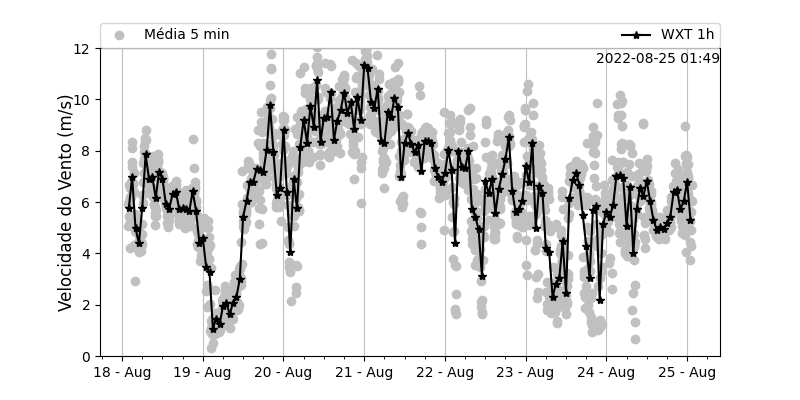 Média 5 min
WXT 1h
2022-08-25 01:49
Velocidade do Vento (m/s)
12
10
8
6
4
2
0
18 - Aug
19 - Aug
20 - Aug
21 - Aug
22 - Aug
23 - Aug
24 - Aug
25 - Aug